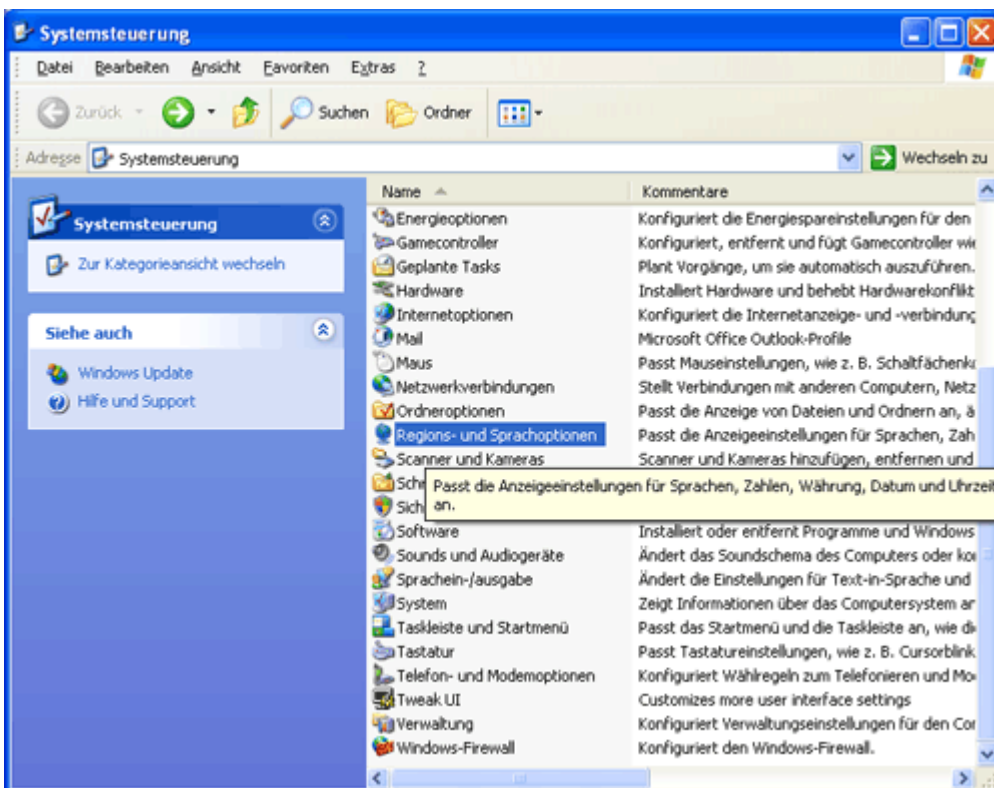 Systemsteuerung
Datei Bearbeiten Ansicht Favoriten Extras ?
Zurück Suchen Ordner
Adresse Systemsteuerung Wechseln zu
Systemsteuerung
Zur Kategorieansicht wechseln
Siehe auch
Windows Update
Hilfe und Support
Name Kommentare
Energieoptionen Konfiguriert die Energiespareinstellungen für den
Gamecontroller Konfiguriert, entfernt und fügt Gamecontroller wie
Geplante Tasks Plant Vorgänge, um sie automatisch auszuführen.
Hardware Installiert Hardware und behebt Hardwarekonflikt
Internetoptionen Konfiguriert die Internetanzeige- und -verbindung
Mail Microsoft Office Outlook-Profile
Maus Passt Mauseinstellungen, wie z. B. Schaltfächenko
Netzwerkverbindungen Stellt Verbindungen mit anderen Computern, Netz
Ordneroptionen Passt die Anzeige von Dateien und Ordnern an, ä
Regions- und Sprachoptionen Passt die Anzeigeeinstellungen für Sprachen, Zah
Scanner und Kameras Scanner und Kameras hinzufügen, entfernen und
Schr
Passt die Anzeigeeinstellungen für Sprachen, Zahlen, Währung, Datum und Uhrzeit
Sich
an.
Software Installiert oder entfernt Programme und Windows
Sounds und Audiogeräte Ändert das Soundschema des Computers oder kon
Sprachein-/ausgabe Ändert die Einstellungen für Text-in-Sprache und
System Zeigt Informationen über das Computersystem an
Taskleiste und Startmenü Passt das Startmenü und die Taskleiste an, wie die
Tastatur Passt Tastatureinstellungen, wie z. B. Cursorblink
Telefon- und Modemoptionen Konfiguriert Wählregeln zum Telefonieren und Mo
Tweak UI Customizes more user interface settings
Verwaltung Konfiguriert Verwaltungseinstellungen für den Cor
Windows-Firewall Konfiguriert den Windows-Firewall.